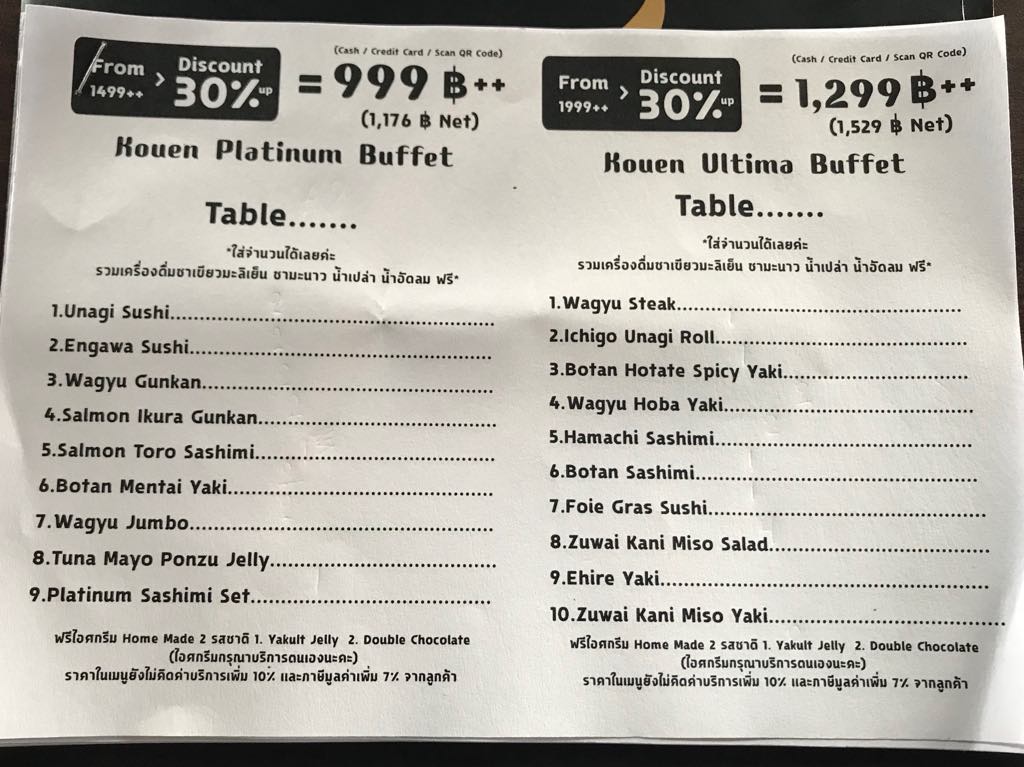 (Cash / Credit Card / Scan QR Code)
From 1499++ > Discount 30%up = 999 ฿++
(1,176 ฿ Net)
Kouen Platinum Buffet
Table.......
*ใส่จำนวนได้เลยค่ะ
รวมเครื่องดื่มชาเขียวมะลิเย็น ชามะนาว น้ำเปล่า น้ำอัดลม ฟรี*
1.Unagi Sushi..........
2.Engawa Sushi..........
3.Wagyu Gunkan..........
4.Salmon Ikura Gunkan..........
5.Salmon Toro Sashimi..........
6.Botan Mentai Yaki..........
7.Wagyu Jumbo..........
8.Tuna Mayo Ponzu Jelly..........
9.Platinum Sashimi Set..........
ฟรีไอศกรีม Home Made 2 รสชาติ 1. Yakult Jelly 2. Double Chocolate
(ไอศกรีมกรุณาบริการตนเองนะคะ)
ราคาในเมนูยังไม่คิดค่าบริการเพิ่ม 10% และภาษีมูลค่าเพิ่ม 7% จากลูกค้า
(Cash / Credit Card / Scan QR Code)
From 1999++ > Discount 30%up = 1,299 ฿++
(1,529 ฿ Net)
Kouen Ultima Buffet
Table.......
*ใส่จำนวนได้เลยค่ะ
รวมเครื่องดื่มชาเขียวมะลิเย็น ชามะนาว น้ำเปล่า น้ำอัดลม ฟรี*
1.Wagyu Steak..........
2.Ichigo Unagi Roll..........
3.Botan Hotate Spicy Yaki..........
4.Wagyu Hoba Yaki..........
5.Hamachi Sashimi..........
6.Botan Sashimi..........
7.Foie Gras Sushi..........
8.Zuwai Kani Miso Salad..........
9.Ehire Yaki..........
10.Zuwai Kani Miso Yaki..........
ฟรีไอศกรีม Home Made 2 รสชาติ 1. Yakult Jelly 2. Double Chocolate
(ไอศกรีมกรุณาบริการตนเองนะคะ)
ราคาในเมนูยังไม่คิดค่าบริการเพิ่ม 10% และภาษีมูลค่าเพิ่ม 7% จากลูกค้า